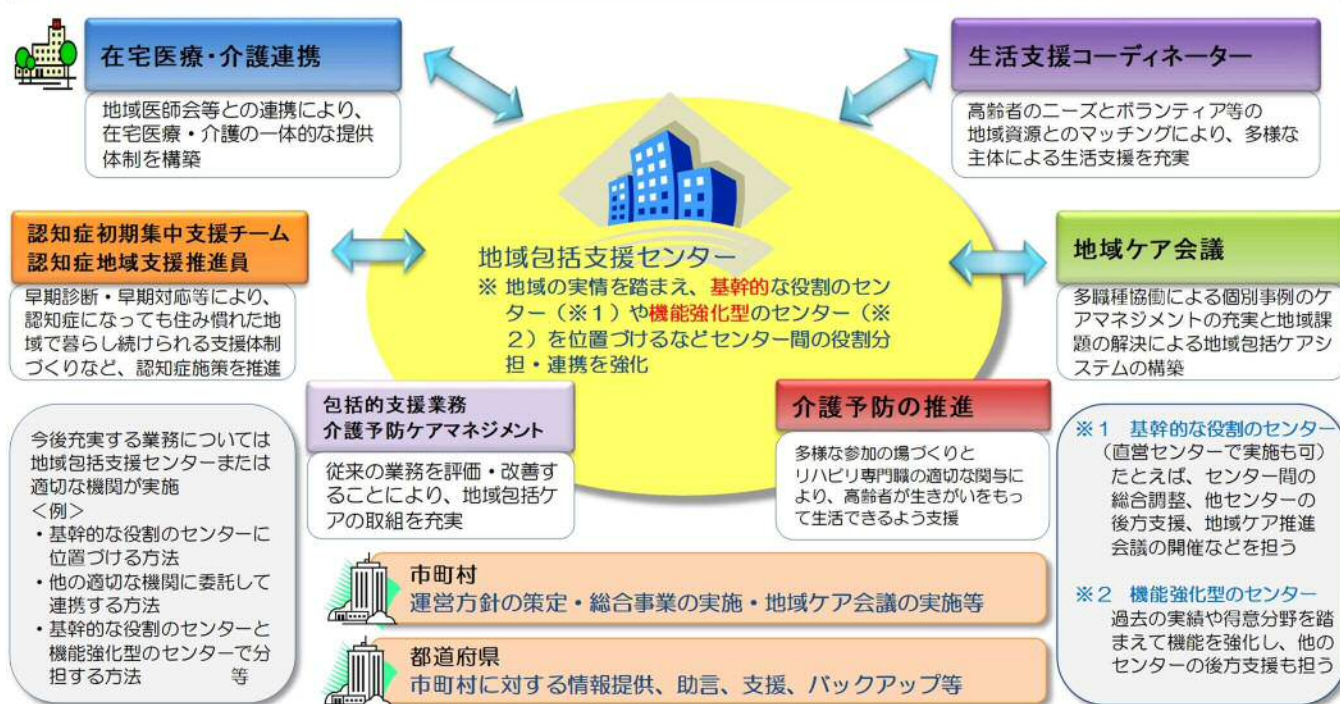 在宅医療・介護連携
地域医師会等との連携により、
在宅医療・介護の一体的な提供
体制を構築
生活支援コーディネーター
高齢者のニーズとボランティア等の
地域資源とのマッチングにより、多様な
主体による生活支援を充実
認知症初期集中支援チーム
認知症地域支援推進員
早期診断・早期対応等により、
認知症になっても住み慣れた地
域で暮らし続けられる支援体制
づくりなど、認知症施策を推進
地域包括支援センター
※ 地域の実情を踏まえ、基幹的な役割のセン
ター（※１）や機能強化型のセンター（※
２）を位置づけるなどセンター間の役割分
担・連携を強化
地域ケア会議
多職種協働による個別事例のケ
アマネジメントの充実と地域課
題の解決による地域包括ケアシ
ステムの構築
包括的支援業務
介護予防ケアマネジメント
従来の業務を評価・改善す
ることにより、地域包括ケ
アの取組を充実
介護予防の推進
多様な参加の場づくりと
リハビリ専門職の適切な関与に
より、高齢者が生きがいをもっ
て生活できるよう支援
今後充実する業務については
地域包括支援センターまたは
適切な機関が実施
＜例＞
・基幹的な役割のセンターに
位置づける方法
・他の適切な機関に委託して
連携する方法
・基幹的な役割のセンターと
機能強化型のセンターで分
担する方法 等
※１ 基幹的な役割のセンター
（直営センターで実施も可）
たとえば、センター間の
総合調整、他センターの
後方支援、地域ケア推進
会議の開催などを担う
※２ 機能強化型のセンター
過去の実績や得意分野を踏
まえて機能を強化し、他の
センターの後方支援も担う
市町村
運営方針の策定・総合事業の実施・地域ケア会議の実施等
都道府県
市町村に対する情報提供、助言、支援、バックアップ等